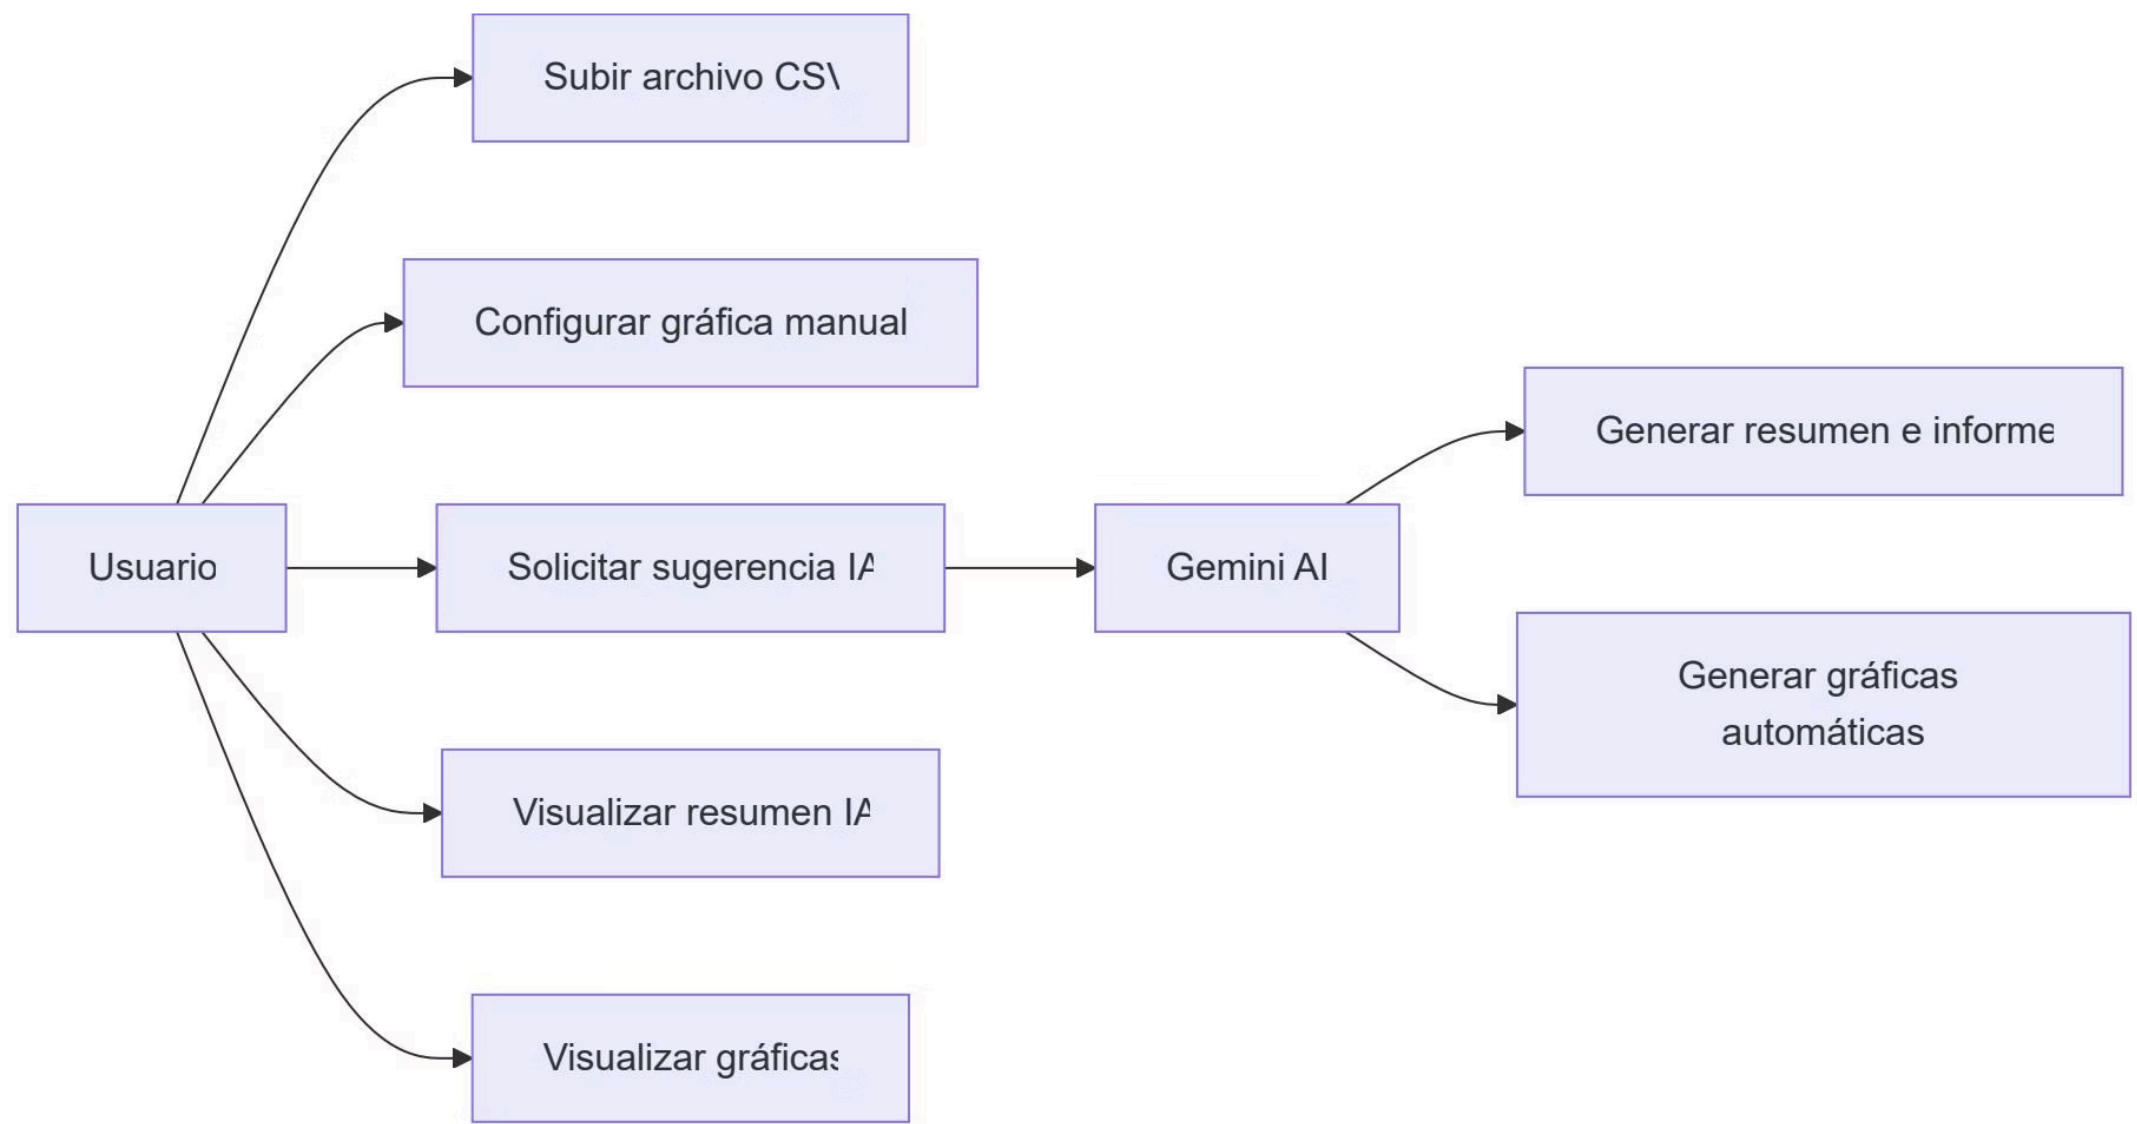 Subir archivo CSV
Configurar gráfica manual
Usuario
Solicitar sugerencia IA
Visualizar resumen IA
Visualizar gráficas
Gemini AI
Generar resumen e informe
Generar gráficas
automáticas